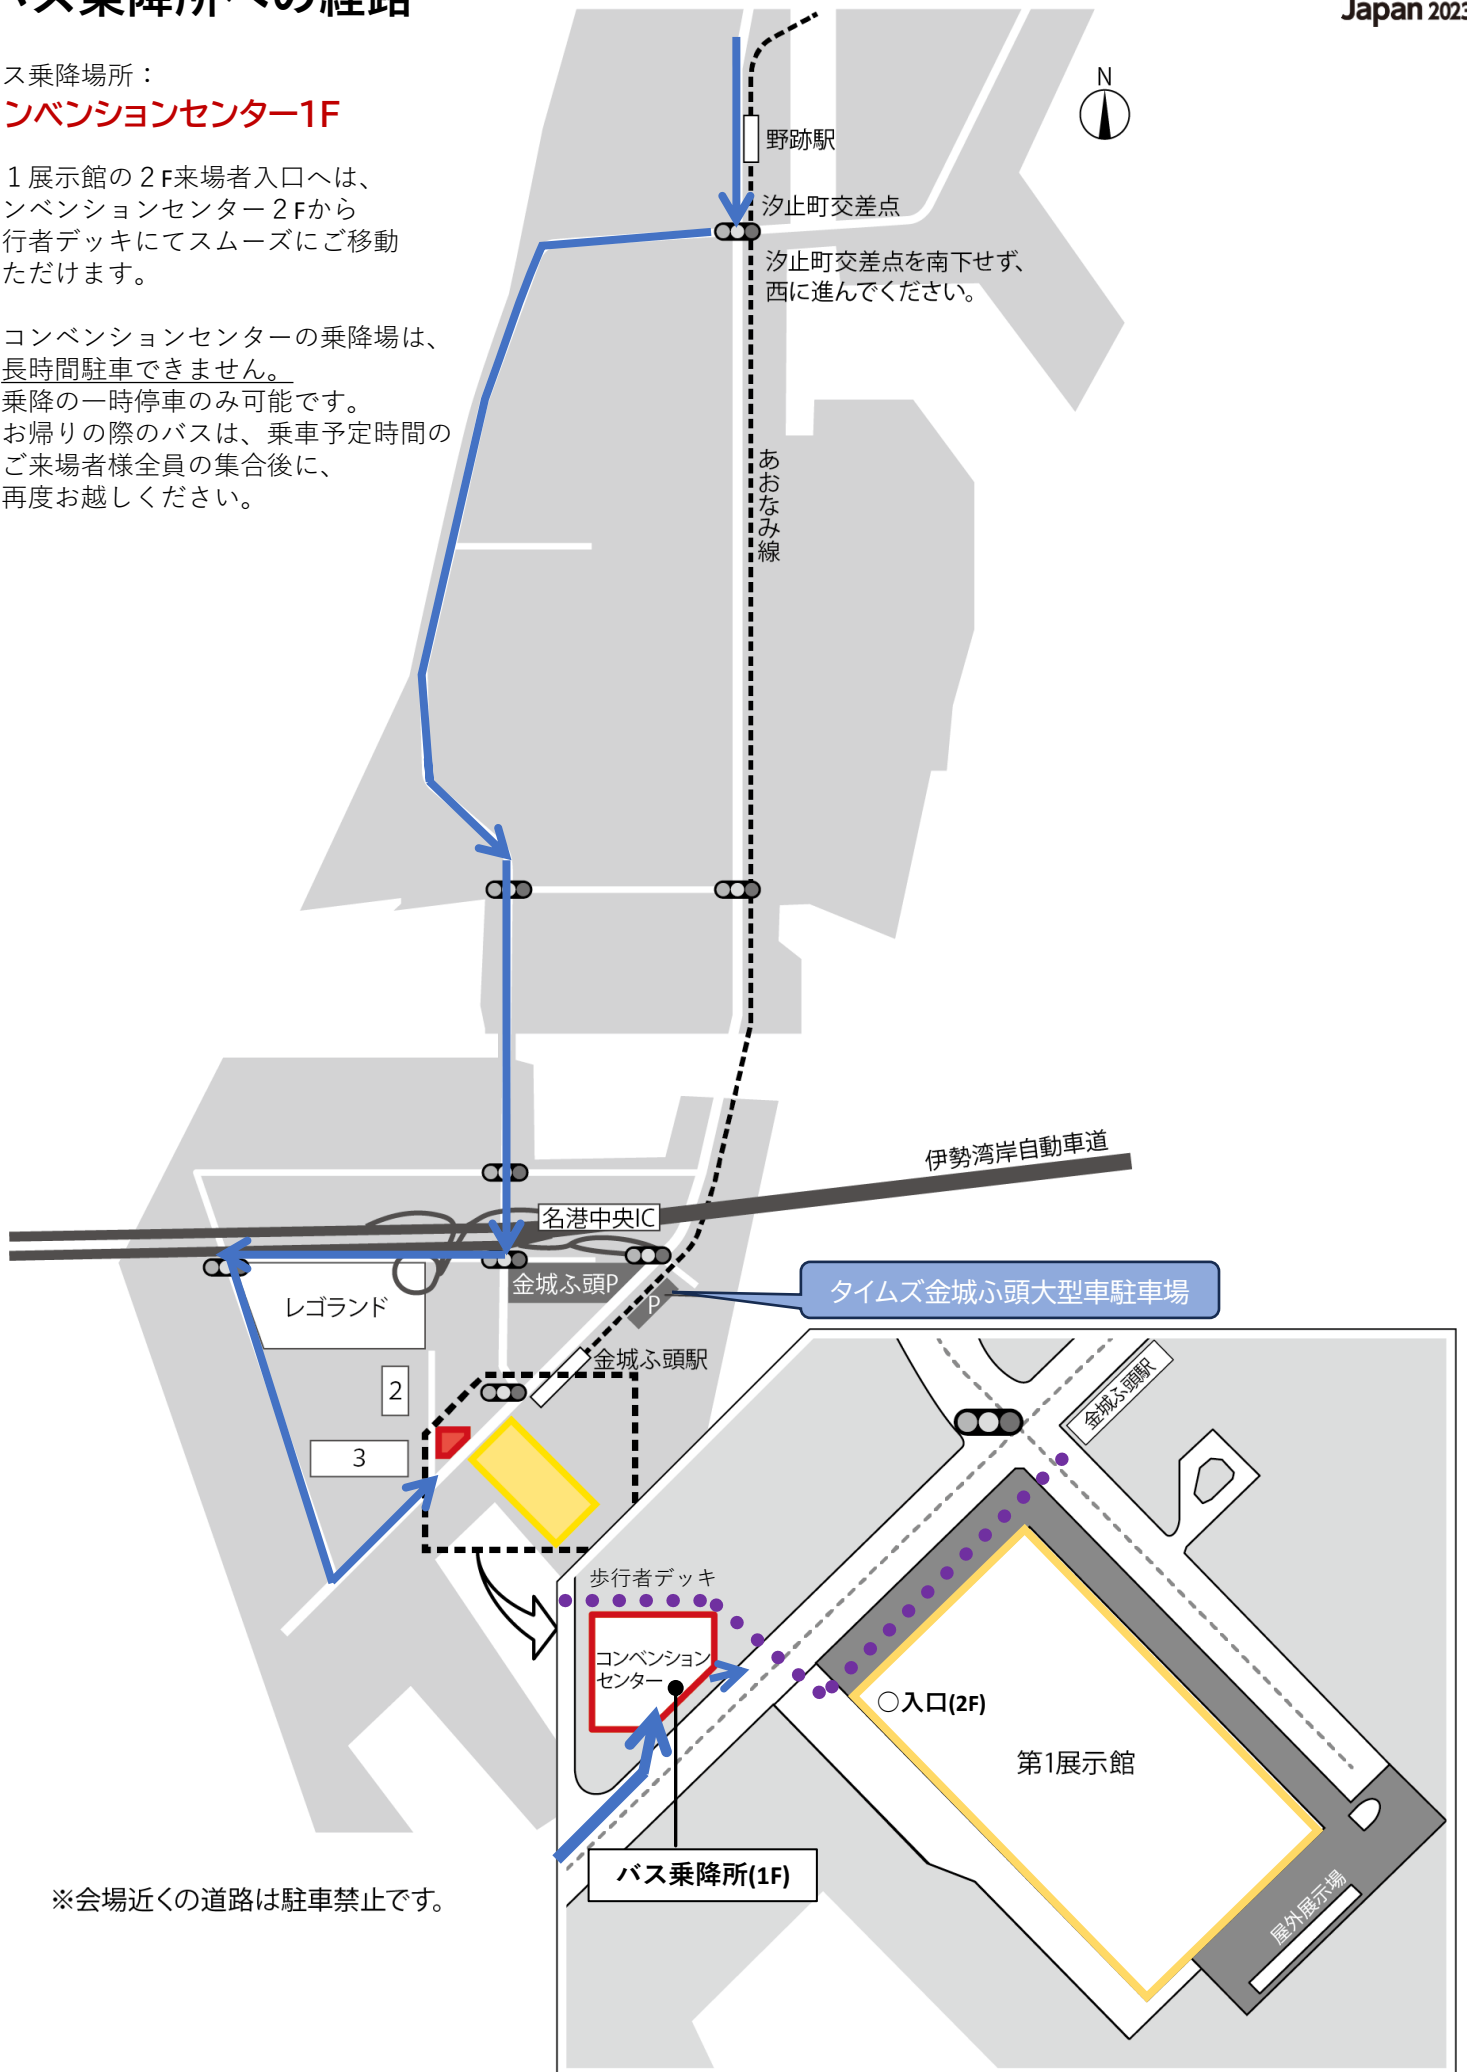 バス乗降所への経路
Japan 2023
ス乗降場所：
ンベンションセンター1F
１展示館の２F来場者入口へは、
ンベンションセンター２Fから
行者デッキにてスムーズにご移動
ただけます。
コンベンションセンターの乗降場は、
長時間駐車できません。
乗降の一時停車のみ可能です。
お帰りの際のバスは、乗車予定時間の
ご来場者様全員の集合後に、
再度お越しください。
N
野跡駅
汐止町交差点
汐止町交差点を南下せず、
西に進んでください。
あおなみ線
伊勢湾岸自動車道
名港中央IC
金城ふ頭P
P
タイムズ金城ふ頭大型車駐車場
レゴランド
金城ふ頭駅
2
3
金城ふ頭駅
歩行者デッキ
コンベンション
センター
○入口(2F)
第1展示館
バス乗降所(1F)
屋外展示場
※会場近くの道路は駐車禁止です。